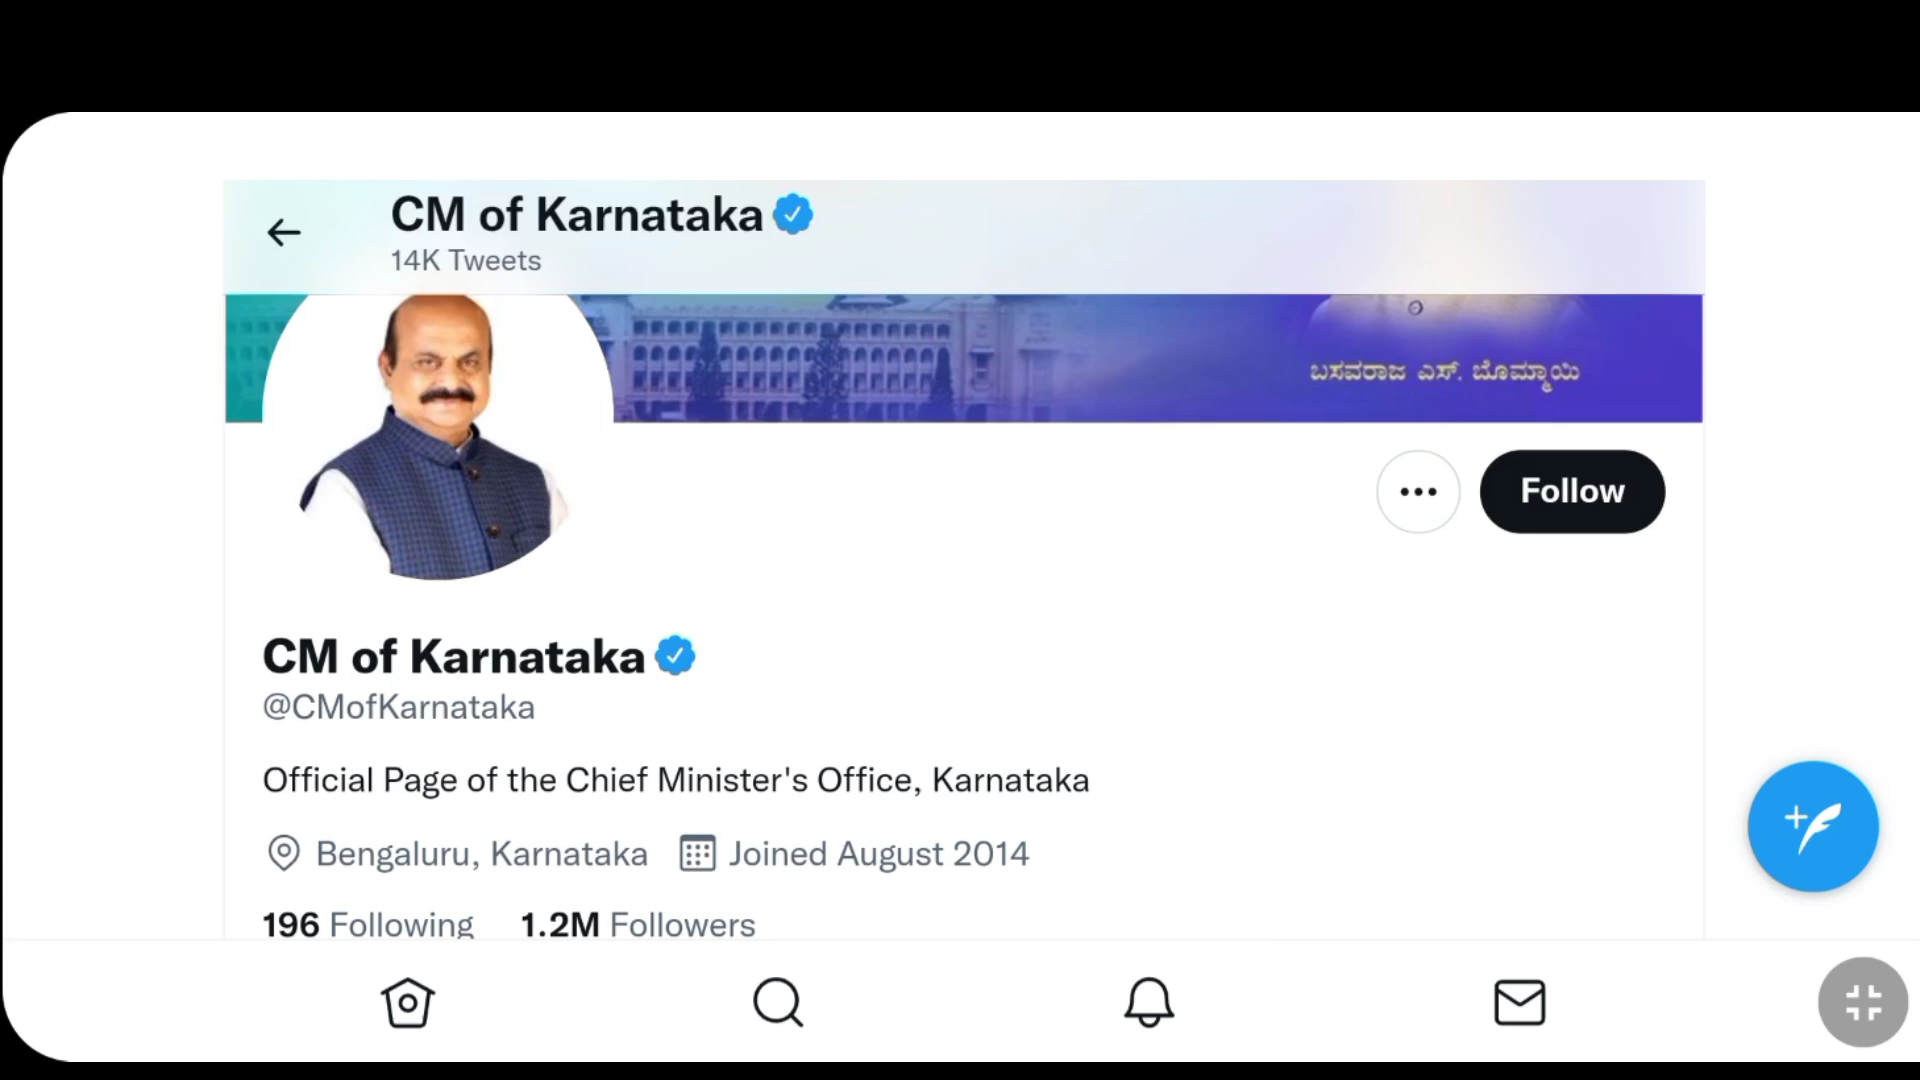 CM of Karnataka
14K Tweets
ಬಸವರಾಜ ಎಸ್. ಬೊಮ್ಮಾಯಿ
Follow
CM of Karnataka
@CMofKarnataka
Official Page of the Chief Minister's Office, Karnataka
Bengaluru, Karnataka Joined August 2014
196 Following 1.2M Followers